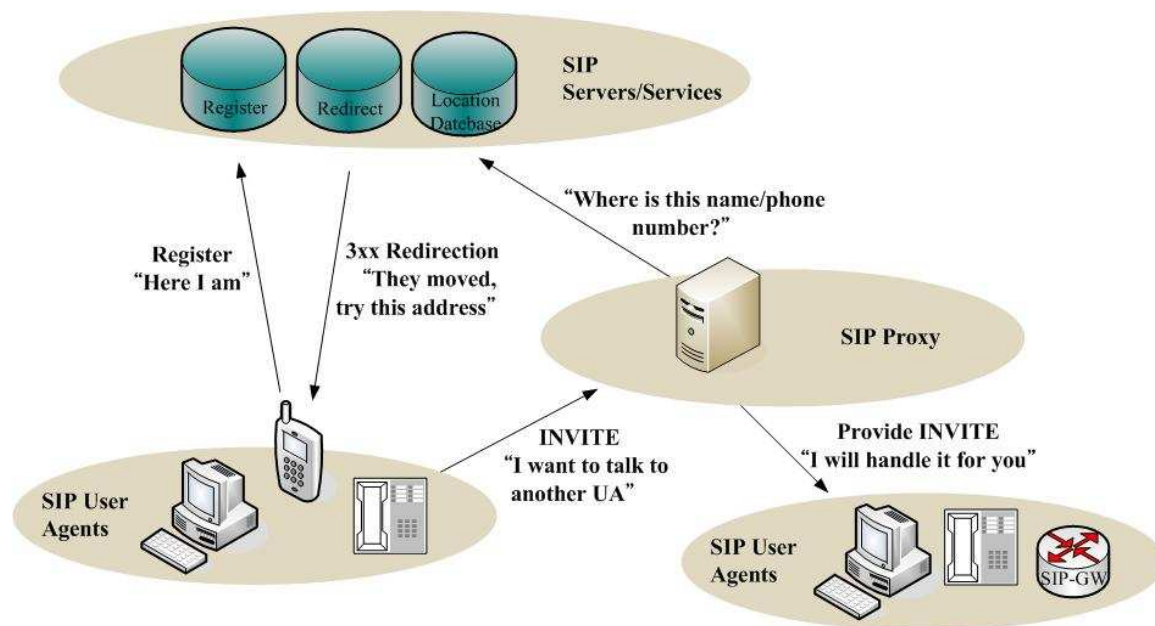 SIP
Servers/Services
Register
Redirect
Location
Datebase
“Where is this name/phone
number?”
Register
“Here I am”
3xx Redirection
“They moved,
try this address”
SIP Proxy
INVITE
“I want to talk to
another UA”
Provide INVITE
“I will handle it for you”
SIP User
Agents
SIP User
Agents
SIP-GW